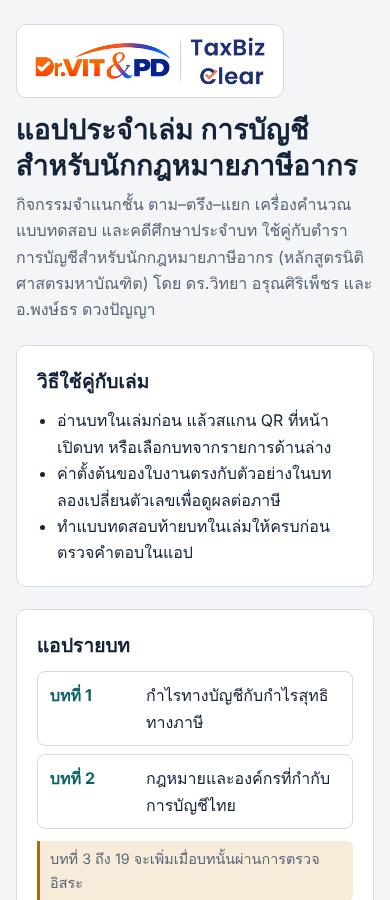 Dr.VIT&PD
TaxBiz
Clear
แอปประจำเล่ม การบัญชี
สำหรับนักกฎหมายภาษีอากร
กิจกรรมจำแนกชั้น ตาม–ตรึง–แยก เครื่องคำนวณ
แบบทดสอบ และคดีศึกษาประจำบท ใช้คู่กับตำรา
การบัญชีสำหรับนักกฎหมายภาษีอากร (หลักสูตรนิติ
ศาสตรมหาบัณฑิต) โดย ดร.วิทยา อรุณศิริเพ็ชร และ
อ.พงษ์ธร ดวงปัญญา
วิธีใช้คู่กับเล่ม
• อ่านบทในเล่มก่อน แล้วสแกน QR ที่หน้า
เปิดบท หรือเลือกบทจากรายการด้านล่าง
• ค่าตั้งต้นของใบงานตรงกับตัวอย่างในบท
ลองเปลี่ยนตัวเลขเพื่อดูผลต่อภาษี
• ทำแบบทดสอบท้ายบทในเล่มให้ครบก่อน
ตรวจคำตอบในแอป
แอปรายบท
บทที่ 1 กำไรทางบัญชีกับกำไรสุทธิ
ทางภาษี
บทที่ 2 กฎหมายและองค์กรที่กำกับ
การบัญชีไทย
บทที่ 3 ถึง 19 จะเพิ่มเมื่อบทนั้นผ่านการตรวจ
อิสระ